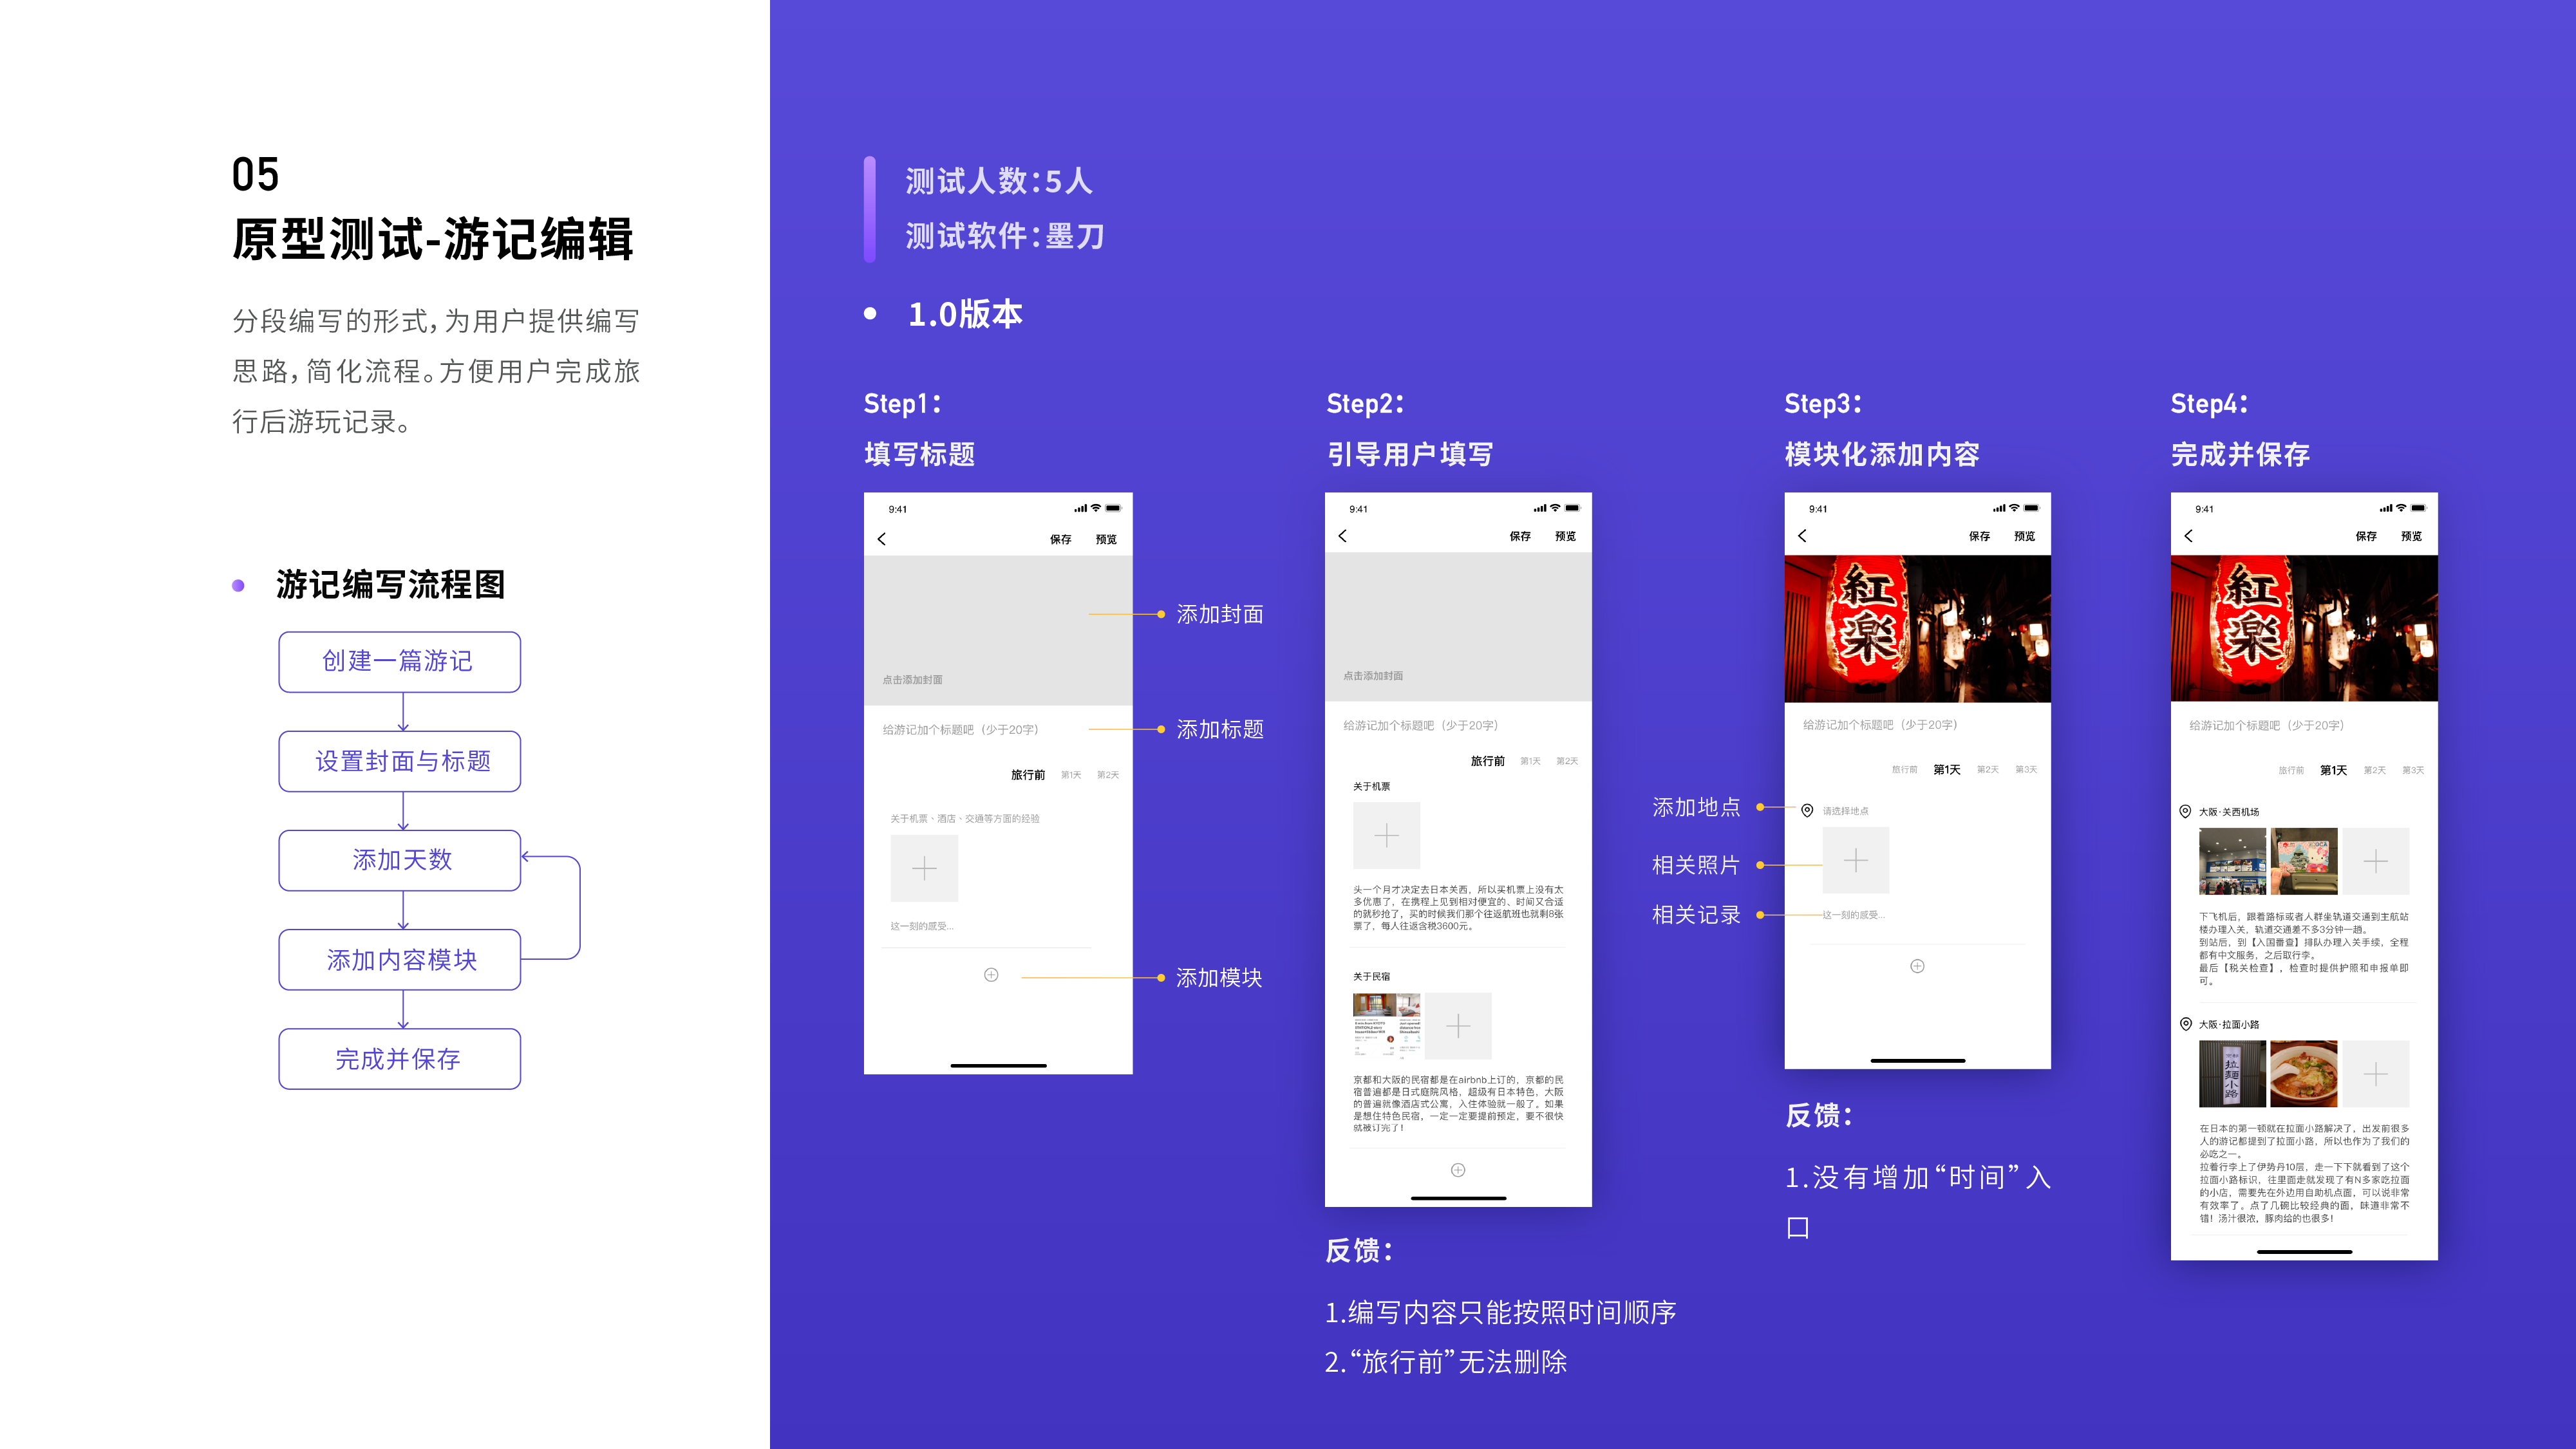 05
原型测试-游记编辑
分段编写的形式，为用户提供编写
思路，简化流程。方便用户完成旅
行后游玩记录。
游记编写流程图
创建一篇游记
设置封面与标题
添加天数
添加内容模块
完成并保存
测试人数：5人
测试软件：墨刀
1.0版本
Step1：
填写标题
9:41
保存 预览
点击添加封面
给游记加个标题吧（少于20字）
旅行前 第1天 第2天
关于机票、酒店、交通等方面的经验
这一刻的感受...
添加封面
添加标题
添加模块
Step2：
引导用户填写
9:41
保存 预览
点击添加封面
给游记加个标题吧（少于20字）
旅行前 第1天 第2天
关于机票
头一个月才决定去日本关西，所以买机票上没有太
多优惠了，在携程上见到相对便宜的、时间又合适
的就秒抢了，买的时候我们那个往返航班也就剩8张
票了，每人往返含税3600元。
关于民宿
京都和大阪的民宿都是在airbnb上订的，京都的民
宿普遍都是日式庭院风格，超级有日本特色，大阪
的普遍就像酒店式公寓，入住体验就一般了。如果
是想住特色民宿，一定一定要提前预定，要不很快
就被订完了！
反馈：
1.编写内容只能按照时间顺序
2.“旅行前”无法删除
Step3：
模块化添加内容
9:41
保存 预览
紅
楽
给游记加个标题吧（少于20字）
旅行前 第1天 第2天 第3天
请选择地点
这一刻的感受...
添加地点
相关照片
相关记录
反馈：
1.没有增加“时间”入
口
Step4：
完成并保存
9:41
保存 预览
紅
楽
给游记加个标题吧（少于20字）
旅行前 第1天 第2天 第3天
大阪·关西机场
下飞机后，跟着路标或者人群坐轨道交通到主航站
楼办理入关，轨道交通差不多3分钟一趟。
到站后，到【入国番查】排队办理入关手续，全程
都有中文服务，之后取行李。
最后【税关检查】，检查时提供护照和申报单即
可。
大阪·拉面小路
拉
麺
小
路
在日本的第一顿就在拉面小路解决了，出发前很多
人的游记都提到了拉面小路，所以也作为了我们的
必吃之一。
拉着行李上了伊势丹10层，走一下下就看到了这个
拉面小路标识，往里面走就发现了有N多家吃拉面
的小店，需要先在外边用自助机点面，可以说非常
有效率了。点了几碗比较经典的面，味道非常不
错！汤汁很浓，豚肉给的也很多！